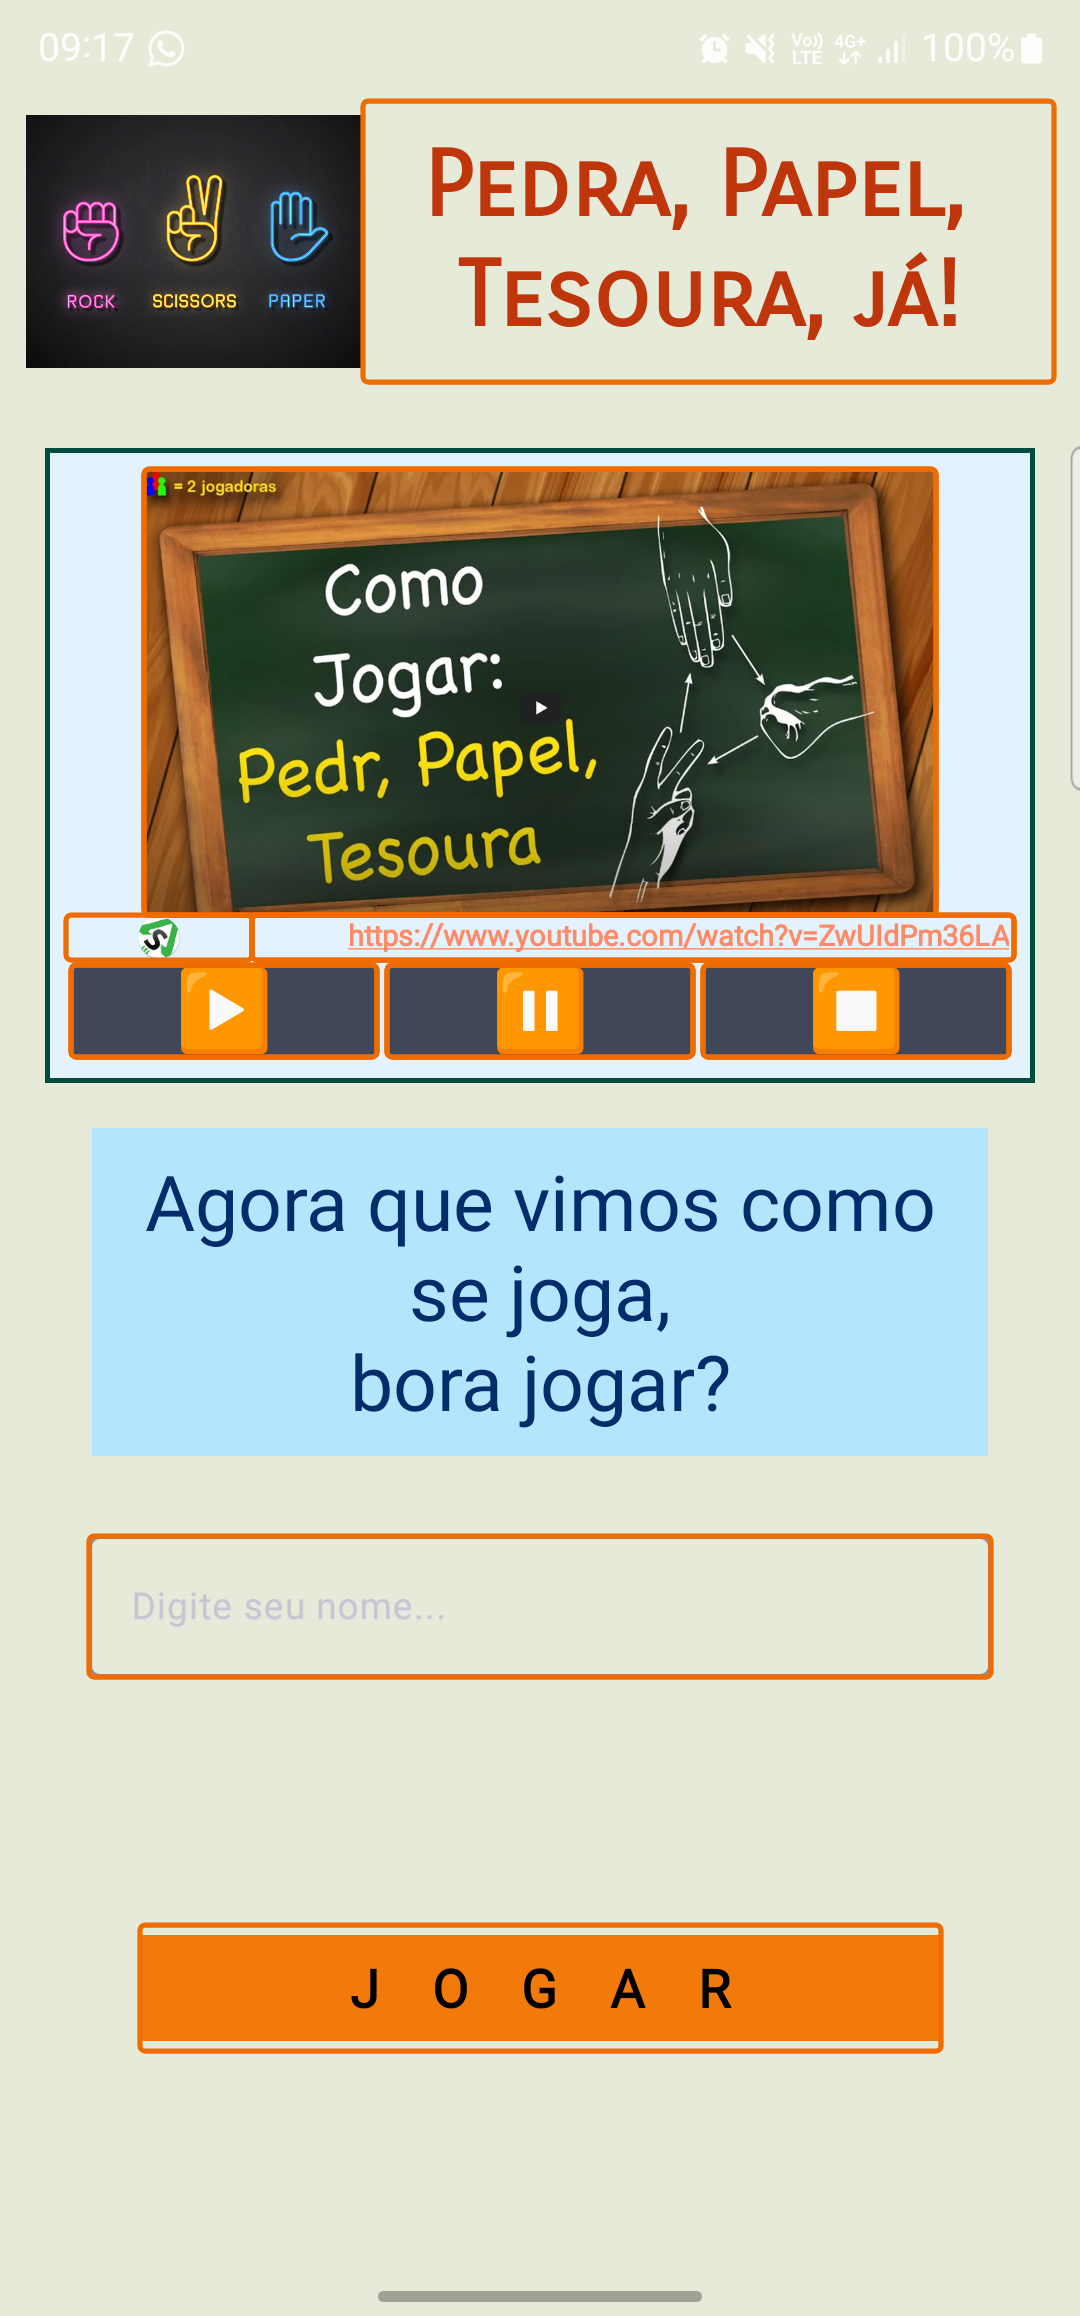 09:17
Vo)) LTE 4G+ 100%
ROCK SCISSORS PAPER
Pedra, Papel,
Tesoura, já!
= 2 jogadoras
Como
Jogar:
Pedr, Papel,
Tesoura
https://www.youtube.com/watch?v=ZwUIdPm36LA
Agora que vimos como
se joga,
bora jogar?
Digite seu nome...
J O G A R